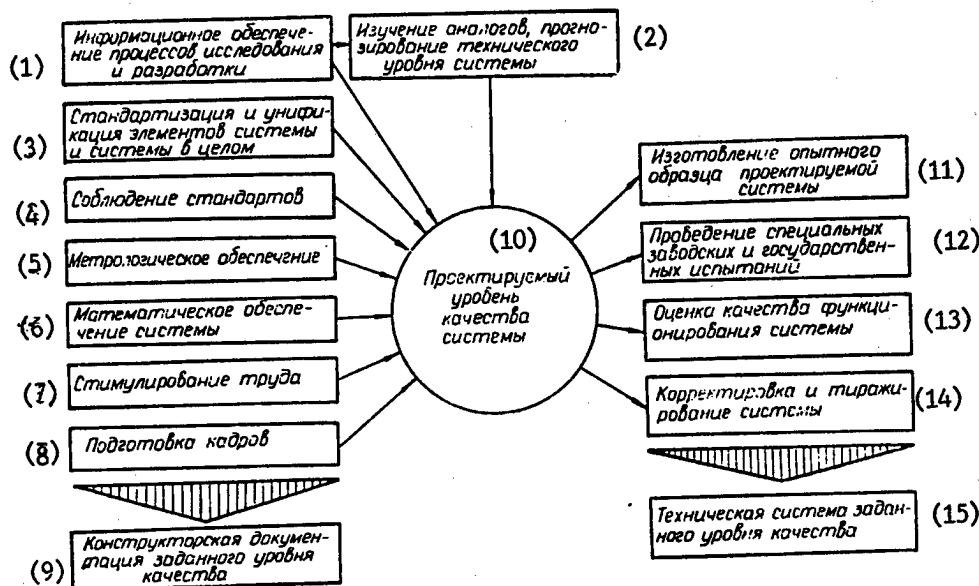 (1)
Информационное обеспече-
ние процессов исследования
и разработки
Изучение аналогов, прогно-
зирование технического
уровня системы
(2)
(3)
Стандартизация и унифи-
кация элементов системы
и системы в целом
(4)
Соблюдение стандартов
(5)
Метрологическое обеспечение
(6)
Математическое обеспе-
чение системы
(7)
Стимулирование труда
(8)
Подготовка кадров
(9)
Конструкторская докумен-
тация заданного уровня
качества
(10)
Проектируемый
уровень
качества
системы
Изготовление опытного
образца проектируемой
системы
(11)
Проведение специальных
заводских и государствен-
ных испытаний
(12)
Оценка качества функци-
онирования системы
(13)
Корректировка и тиражи-
рование системы
(14)
Техническая система задан-
ного уровня качества
(15)